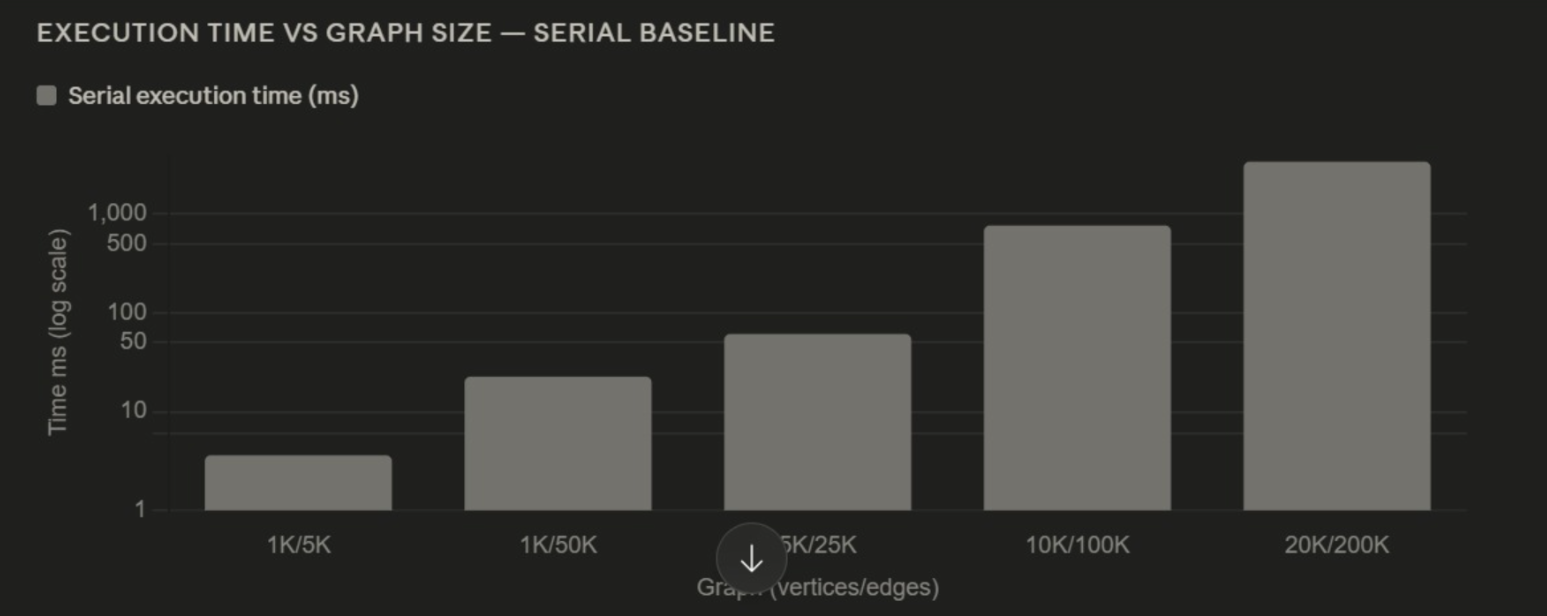 EXECUTION TIME VS GRAPH SIZE — SERIAL BASELINE
Serial execution time (ms)
Time ms (log scale)
1,000
500
100
50
10
1
1K/5K 1K/50K 5K/25K 10K/100K 20K/200K
(vertices/edges)